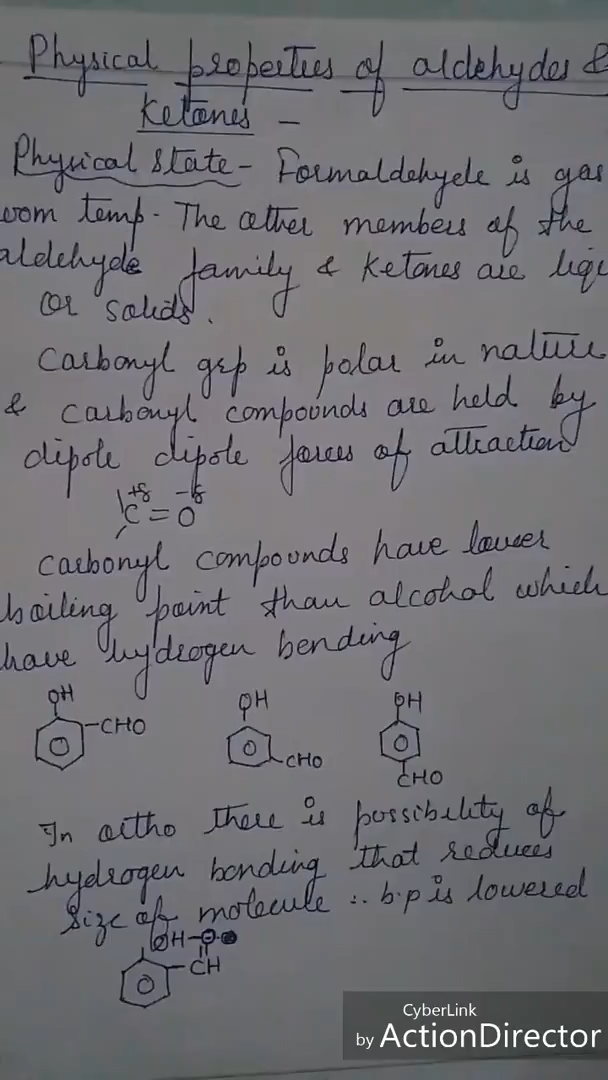 Physical properties of aldehydes &
Ketones -
Physical state - Formaldehyde is gas
oom temp. The other members of the
aldehyde family & Ketones are liqu
or solids.
Carbonyl grp is polar in nature
& carbonyl compounds are held by
dipole dipole forces of attraction
+δ -δ
C=O
Carbonyl compounds have lower
boiling point than alcohol which
have hydrogen bending
OH OH OH
-CHO CHO CHO
In ortho there is possibility of
hydrogen bonding that reduces
size of molecule ∴ b.p is lowered
OH-O
CH
CyberLink
by ActionDirector